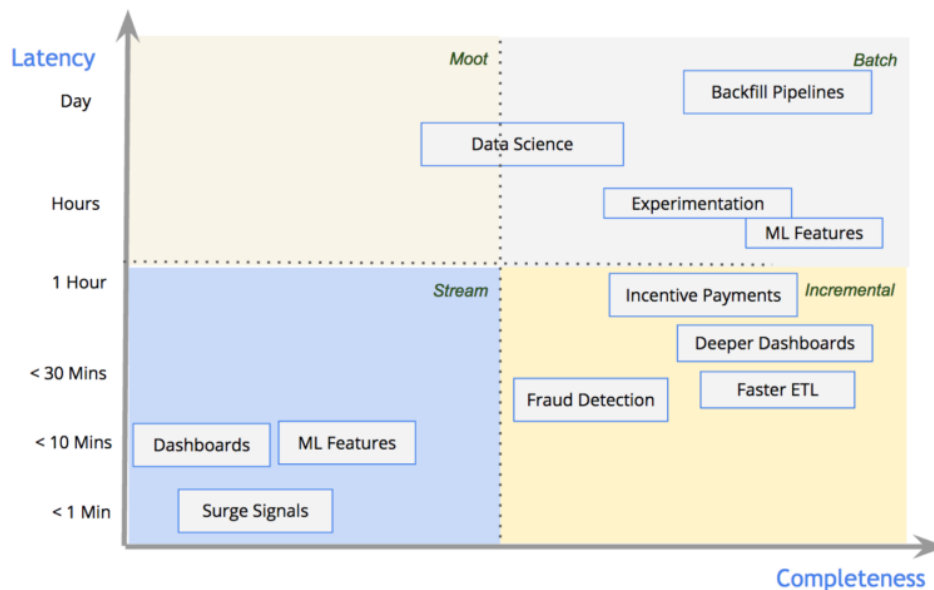 Latency
Moot
Batch
Day
Backfill Pipelines
Data Science
Hours
Experimentation
ML Features
1 Hour
Stream
Incentive Payments
Incremental
Deeper Dashboards
< 30 Mins
Faster ETL
Fraud Detection
< 10 Mins
Dashboards
ML Features
< 1 Min
Surge Signals
Completeness